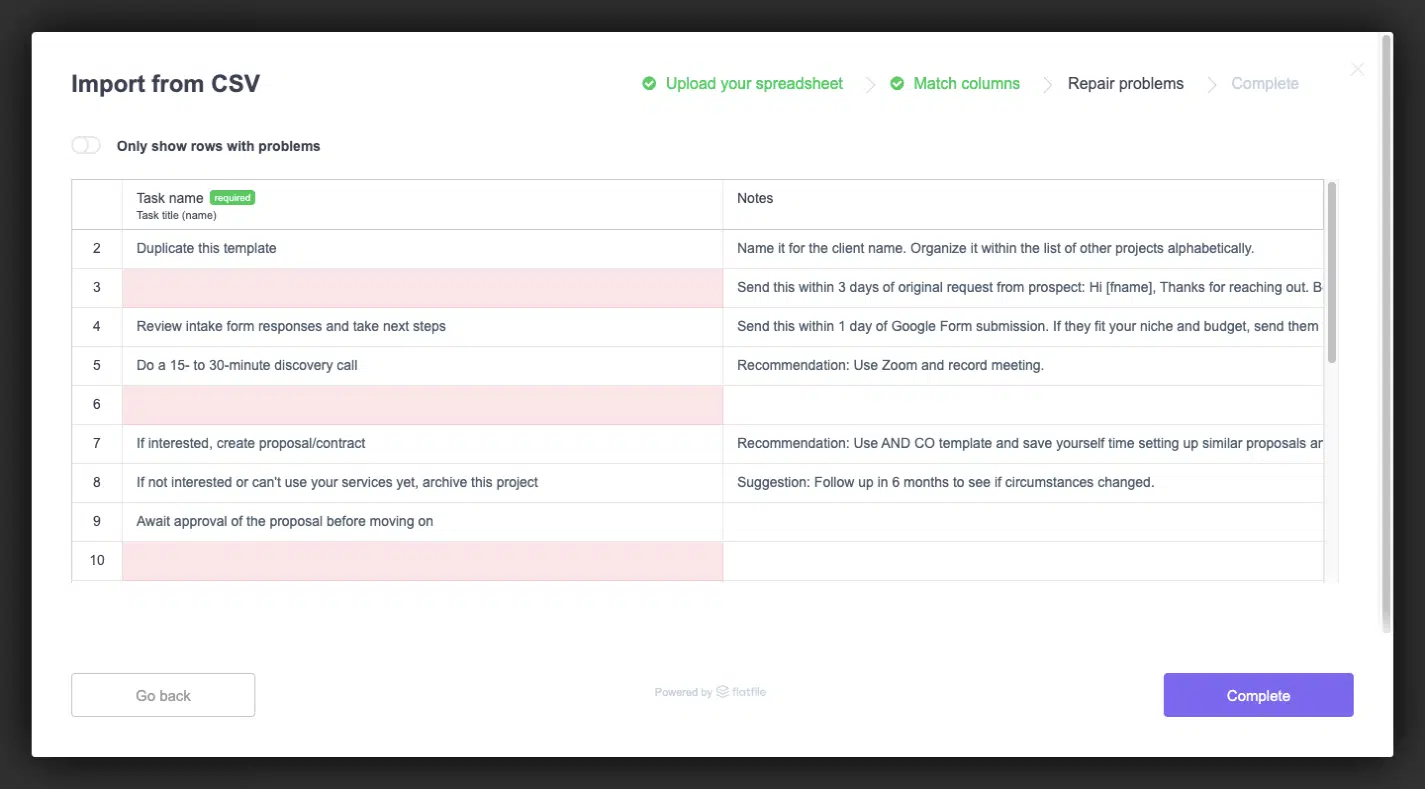 Import from CSV
Upload your spreadsheet
Match columns
Repair problems
Complete
Only show rows with problems
Task name required
Notes
Task title (name)
2 Duplicate this template Name it for the client name. Organize it within the list of other projects alphabetically.
3 Send this within 3 days of original request from prospect: Hi [fname], Thanks for reaching out. B
4 Review intake form responses and take next steps Send this within 1 day of Google Form submission. If they fit your niche and budget, send them
5 Do a 15- to 30-minute discovery call Recommendation: Use Zoom and record meeting.
6
7 If interested, create proposal/contract Recommendation: Use AND CO template and save yourself time setting up similar proposals an
8 If not interested or can't use your services yet, archive this project Suggestion: Follow up in 6 months to see if circumstances changed.
9 Await approval of the proposal before moving on
10
Go back
Powered by flatfile
Complete